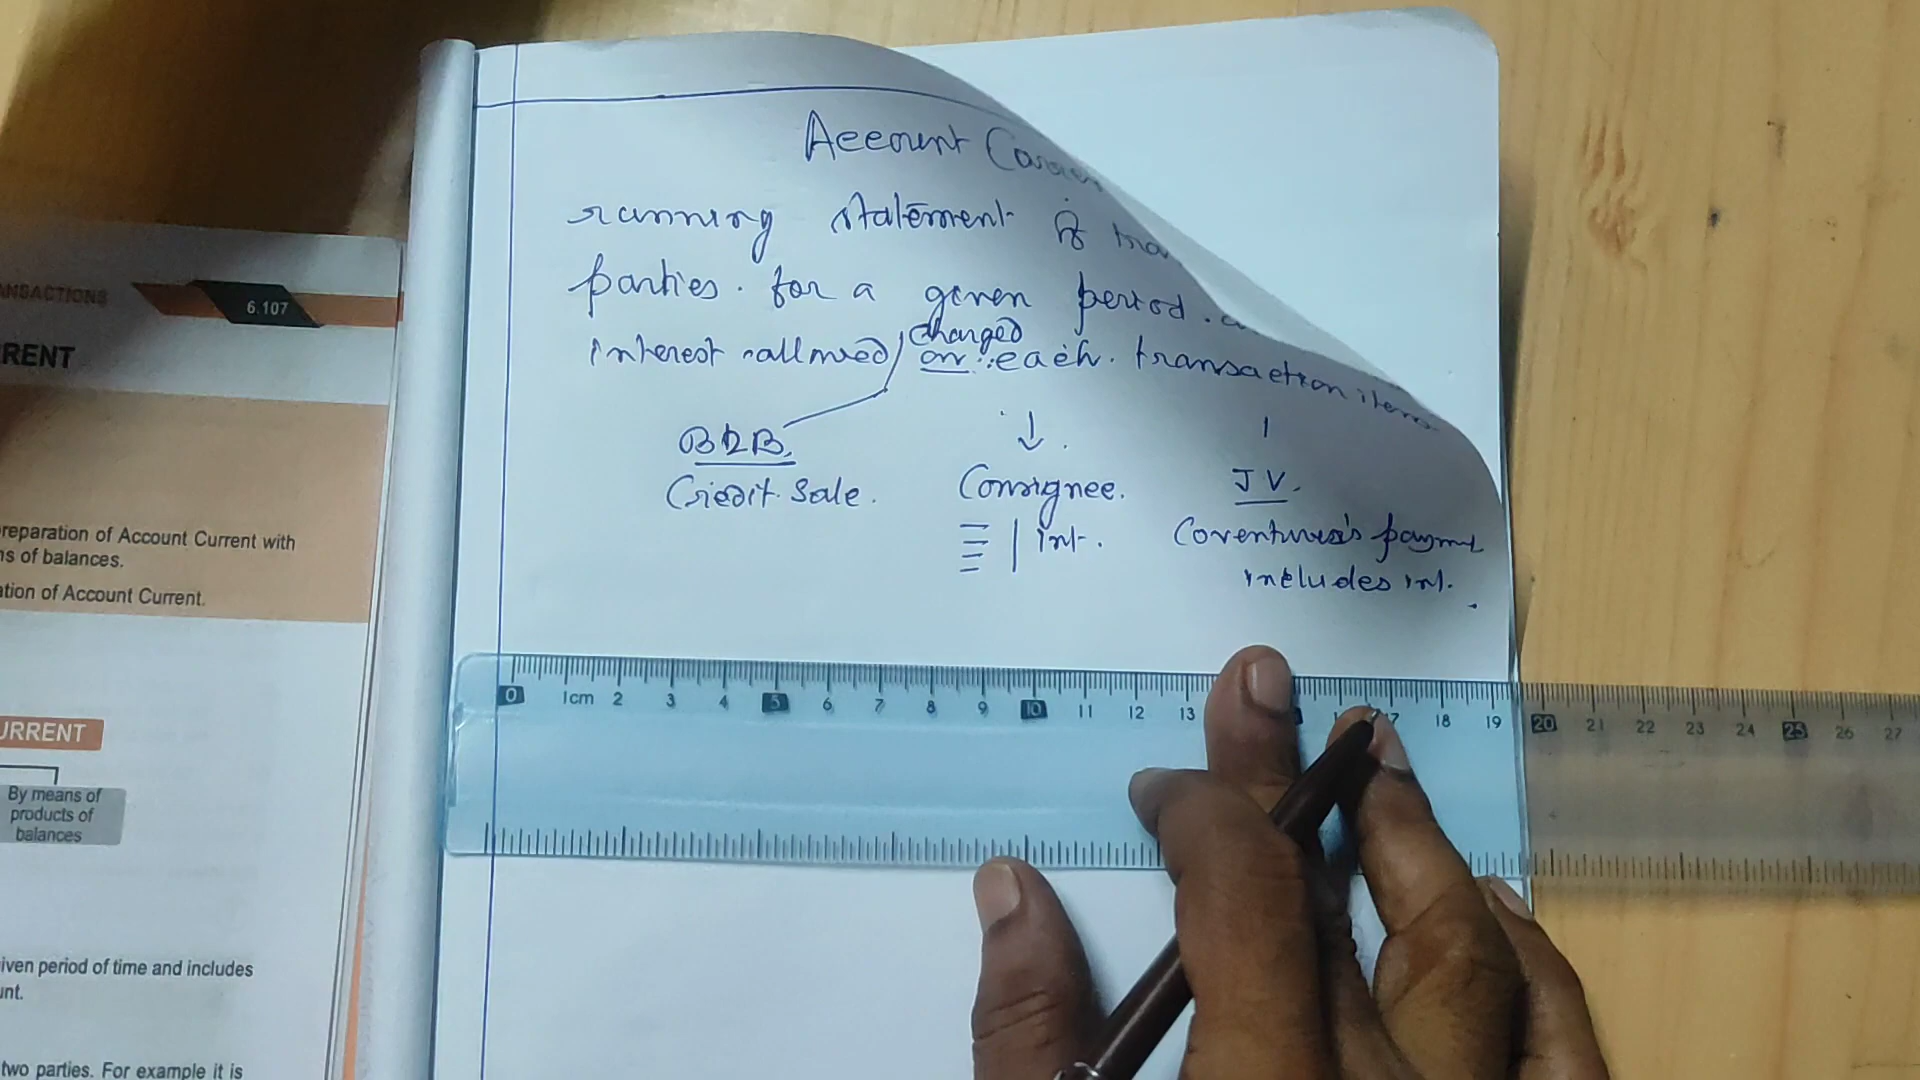 ANSACTIONS
6.107
RRENT
reparation of Account Current with
ns of balances.
ation of Account Current.
URRENT
By means of
products of
balances
iven period of time and includes
unt.
two parties. For example it is
Account
running statement of
parties. for a given period.
charged
interest allowed / on each. transaction items
B2B.
Credit Sale.
Consignee.
int.
JV.
Coventurer's payment
includes int.
0 1cm 2 3 4 5 6 7 8 9 10 11 12 13 17 18 19 20 21 22 23 24 25 26 27